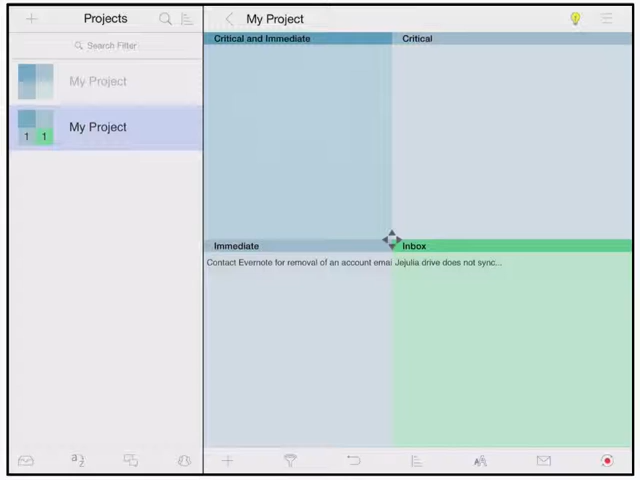 Projects
My Project
Search Filter
Critical and Immediate
Critical
My Project
My Project
1 1
Immediate
Inbox
Contact Evernote for removal of an account emai
Jejulia drive does not sync...